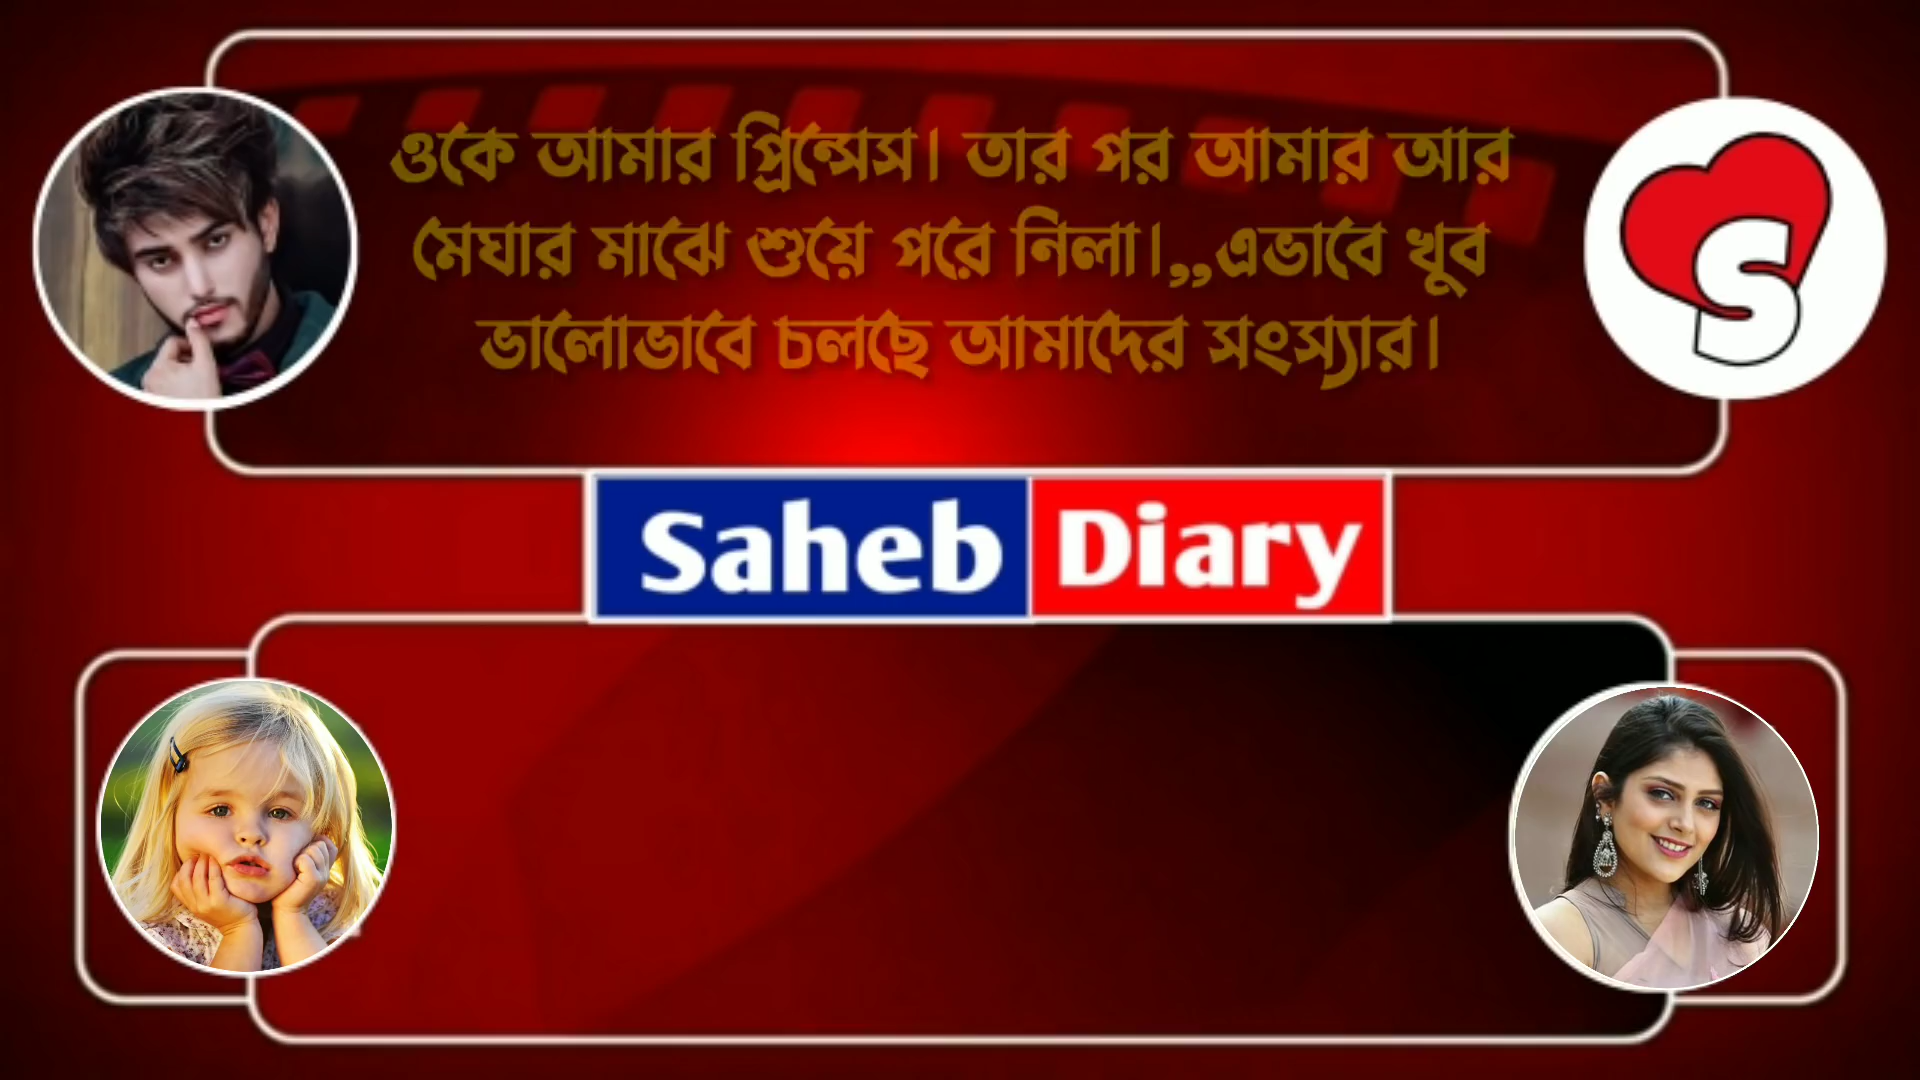 ওকে আমার প্রিন্সেস। তার পর আমার আর
মেঘার মাঝে শুয়ে পরে নিলা।,,এভাবে খুব
ভালোভাবে চলছে আমাদের সংস্যার।
S
Saheb Diary